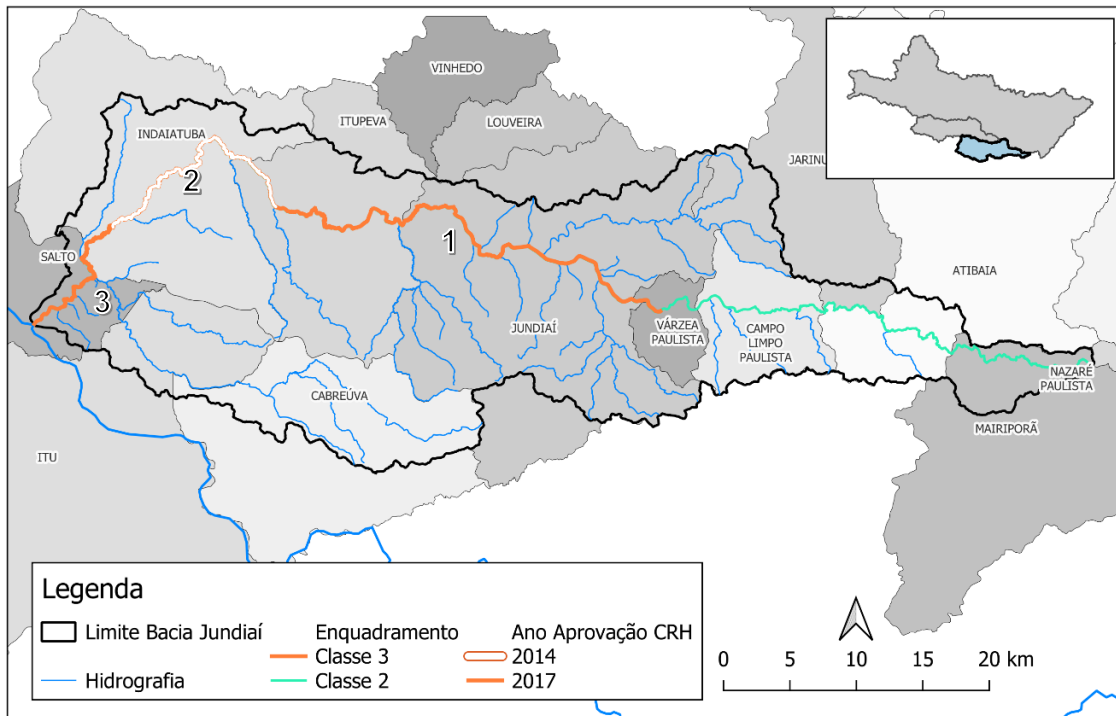 VINHEDO
LOUVEIRA
ITUPEVA
INDAIATUBA
JARINU
2
1
SALTO
3
ATIBAIA
JUNDIAÍ
VÁRZEA
PAULISTA
CAMPO
LIMPO
PAULISTA
NAZARÉ
PAULISTA
CABREÚVA
MAIRIPORÃ
ITU
Legenda
Limite Bacia Jundiaí
Hidrografia
Enquadramento
Classe 3
Classe 2
Ano Aprovação CRH
2014
2017
0 5 10 15 20 km